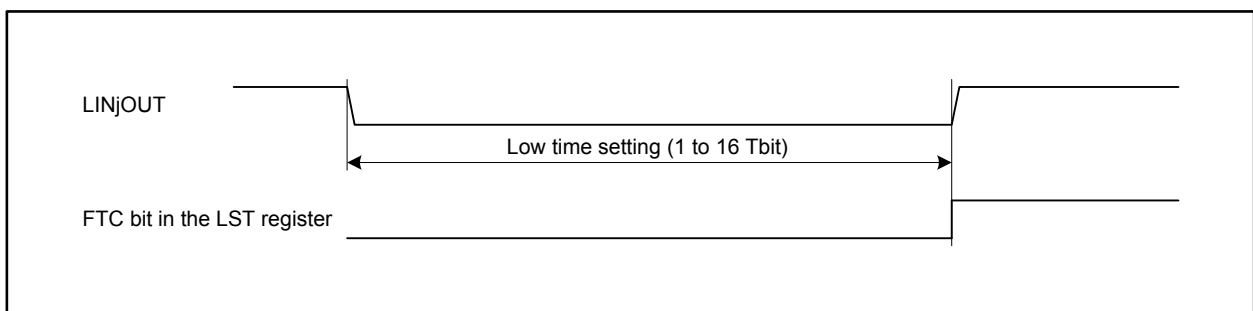 LINjOUT
Low time setting (1 to 16 Tbit)
FTC bit in the LST register